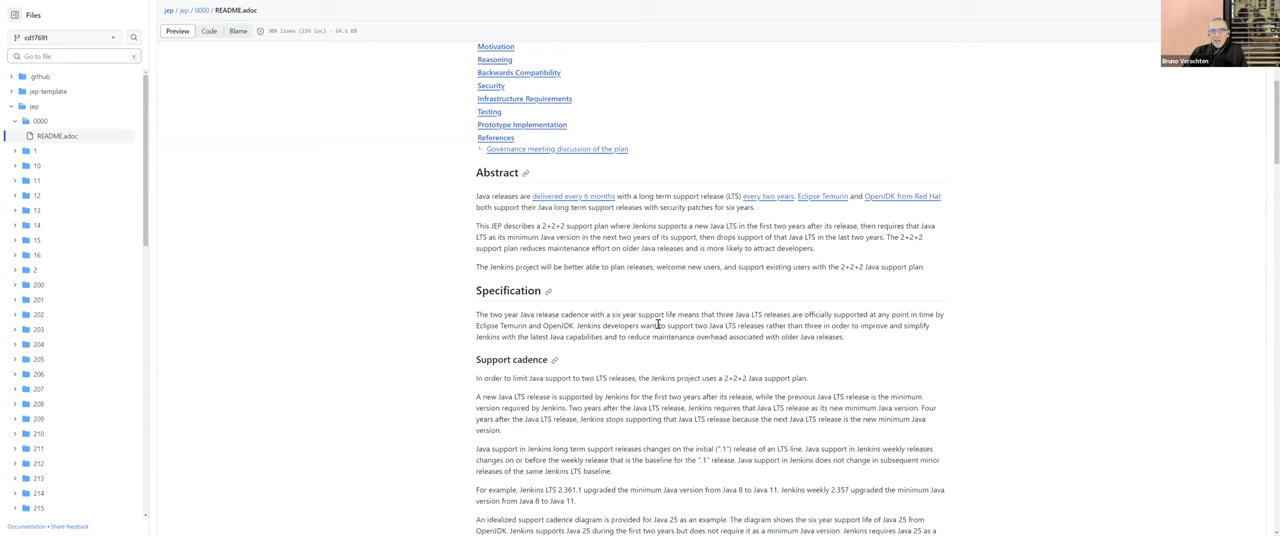 Files
cd17691
Go to file
t
.github
jep-template
jep
0000
README.adoc
1
10
11
12
13
14
15
16
2
200
201
202
203
204
205
206
207
208
209
210
211
212
213
214
215
Documentation • Share feedback
jep / jep / 0000 / README.adoc
Preview
Code
Blame
309 lines (226 loc) · 14.1 KB
Motivation
Reasoning
Backwards Compatibility
Security
Infrastructure Requirements
Testing
Prototype Implementation
References
Governance meeting discussion of the plan
Abstract
Java releases are delivered every 6 months with a long term support release (LTS) every two years. Eclipse Temurin and OpenJDK from Red Hat
both support their Java long term support releases with security patches for six years.
This JEP describes a 2+2+2 support plan where Jenkins supports a new Java LTS in the first two years after its release, then requires that Java
LTS as its minimum Java version in the next two years of its support, then drops support of that Java LTS in the last two years. The 2+2+2
support plan reduces maintenance effort on older Java releases and is more likely to attract developers.
The Jenkins project will be better able to plan releases, welcome new users, and support existing users with the 2+2+2 Java support plan.
Specification
The two year Java release cadence with a six year support life means that three Java LTS releases are officially supported at any point in time by
Eclipse Temurin and OpenJDK. Jenkins developers want to support two Java LTS releases rather than three in order to improve and simplify
Jenkins with the latest Java capabilities and to reduce maintenance overhead associated with older Java releases.
Support cadence
In order to limit Java support to two LTS releases, the Jenkins project uses a 2+2+2 Java support plan.
A new Java LTS release is supported by Jenkins for the first two years after its release, while the previous Java LTS release is the minimum
version required by Jenkins. Two years after the Java LTS release, Jenkins requires that Java LTS release as its new minimum Java version. Four
years after the Java LTS release, Jenkins stops supporting that Java LTS release because the next Java LTS release is the new minimum Java
version.
Java support in Jenkins long term support releases changes on the initial (".1") release of an LTS line. Java support in Jenkins weekly releases
changes on or before the weekly release that is the baseline for the ".1" release. Java support in Jenkins does not change in subsequent minor
releases of the same Jenkins LTS baseline.
For example, Jenkins LTS 2.361.1 upgraded the minimum Java version from Java 8 to Java 11. Jenkins weekly 2.357 upgraded the minimum Java
version from Java 8 to Java 11.
An idealized support cadence diagram is provided for Java 25 as an example. The diagram shows the six year support life of Java 25 from
OpenJDK. Jenkins supports Java 25 during the first two years but does not require it as a minimum Java version. Jenkins requires Java 25 as a
Bruno Verachten